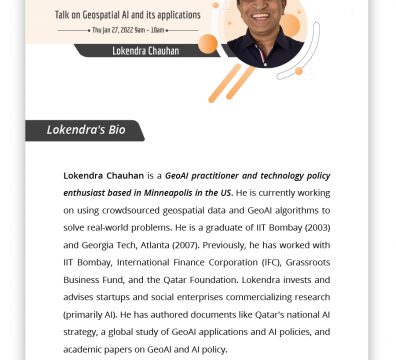 Talk on Geospatial AI and its applications
Thu Jan 27, 2022 9am – 10am
Lokendra Chauhan
Lokendra's Bio
Lokendra Chauhan is a GeoAI practitioner and technology policy
enthusiast based in Minneapolis in the US. He is currently working
on using crowdsourced geospatial data and GeoAI algorithms to
solve real-world problems. He is a graduate of IIT Bombay (2003)
and Georgia Tech, Atlanta (2007). Previously, he has worked with
IIT Bombay, International Finance Corporation (IFC), Grassroots
Business Fund, and the Qatar Foundation. Lokendra invests and
advises startups and social enterprises commercializing research
(primarily AI). He has authored documents like Qatar's national AI
strategy, a global study of GeoAI applications and AI policies, and
academic papers on GeoAI and AI policy.